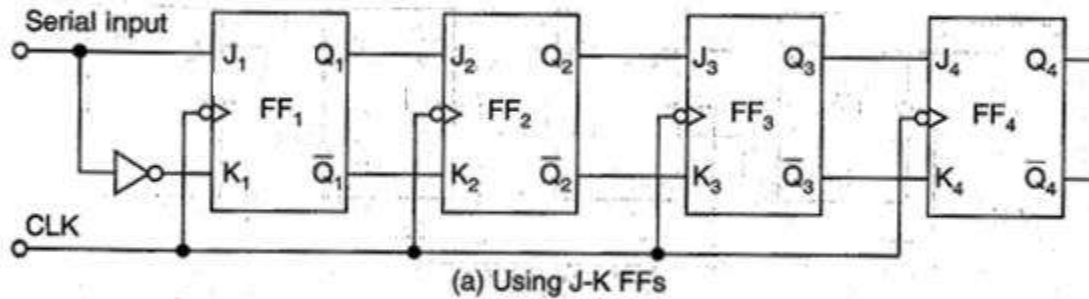 Serial input
J₁ Q₁ J₂ Q₂ J₃ Q₃ J₄ Q₄
FF₁ FF₂ FF₃ FF₄
K₁ Q̅₁ K₂ Q̅₂ K₃ Q̅₃ K₄ Q̅₄
CLK
(a) Using J-K FFs